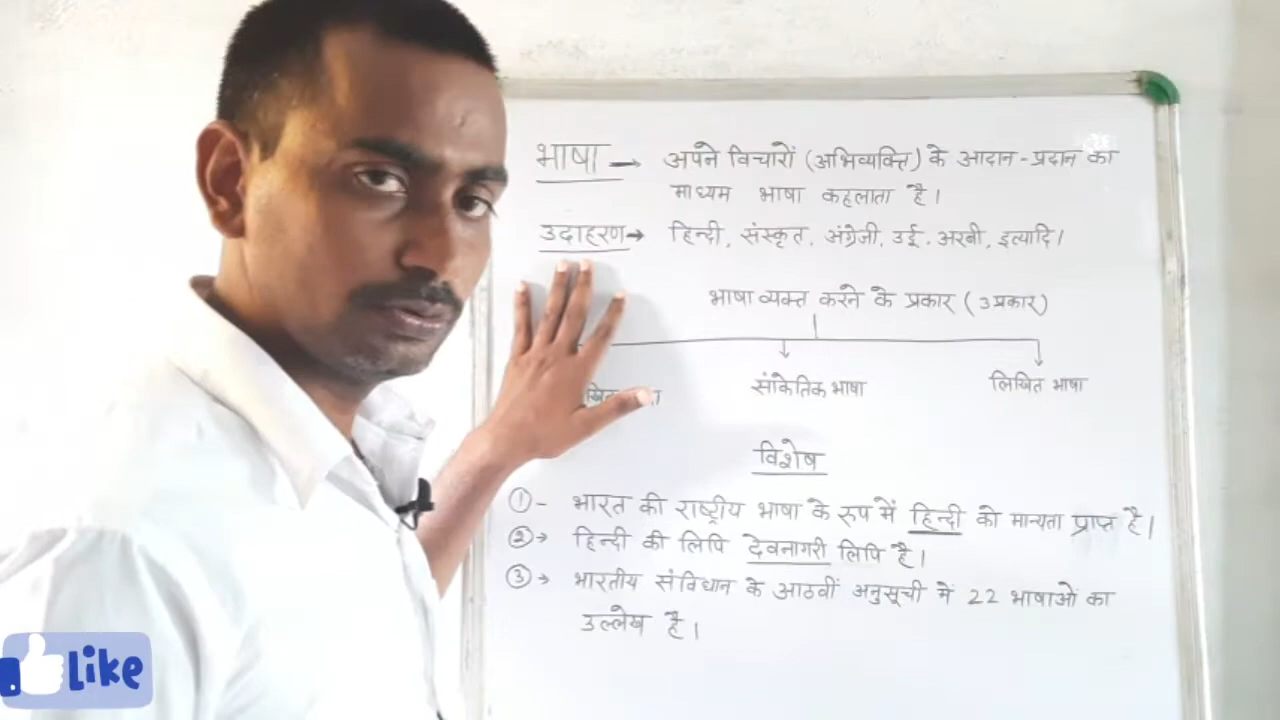 भाषा → अपने विचारों (अभिव्यक्ति) के आदान-प्रदान का
माध्यम भाषा कहलाता है।
उदाहरण → हिन्दी, संस्कृत, अंग्रेजी, उर्दू, अरबी, इत्यादि।
भाषा व्यक्त करने के प्रकार (3 प्रकार)
सांकेतिक भाषा लिखित भाषा
विशेष
① - भारत की राष्ट्रीय भाषा के रूप में हिन्दी को मान्यता प्राप्त है।
② → हिन्दी की लिपि देवनागरी लिपि है।
③ → भारतीय संविधान के आठवीं अनुसूची में 22 भाषाओ का
उल्लेख है।
Like